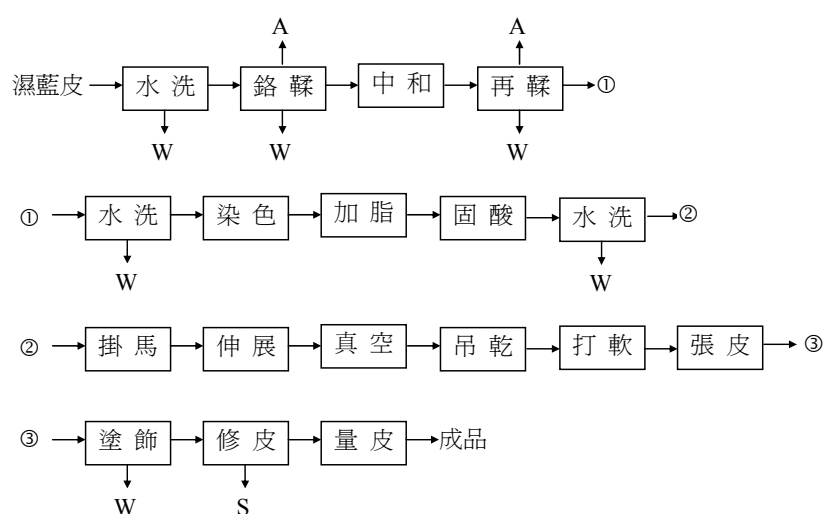 A A
濕藍皮 水洗 鉻鞣 中和 再鞣 ①
W W W
① 水洗 染色 加脂 固酸 水洗 ②
W W
② 掛馬 伸展 真空 吊乾 打軟 張皮 ③
③ 塗飾 修皮 量皮 成品
W S